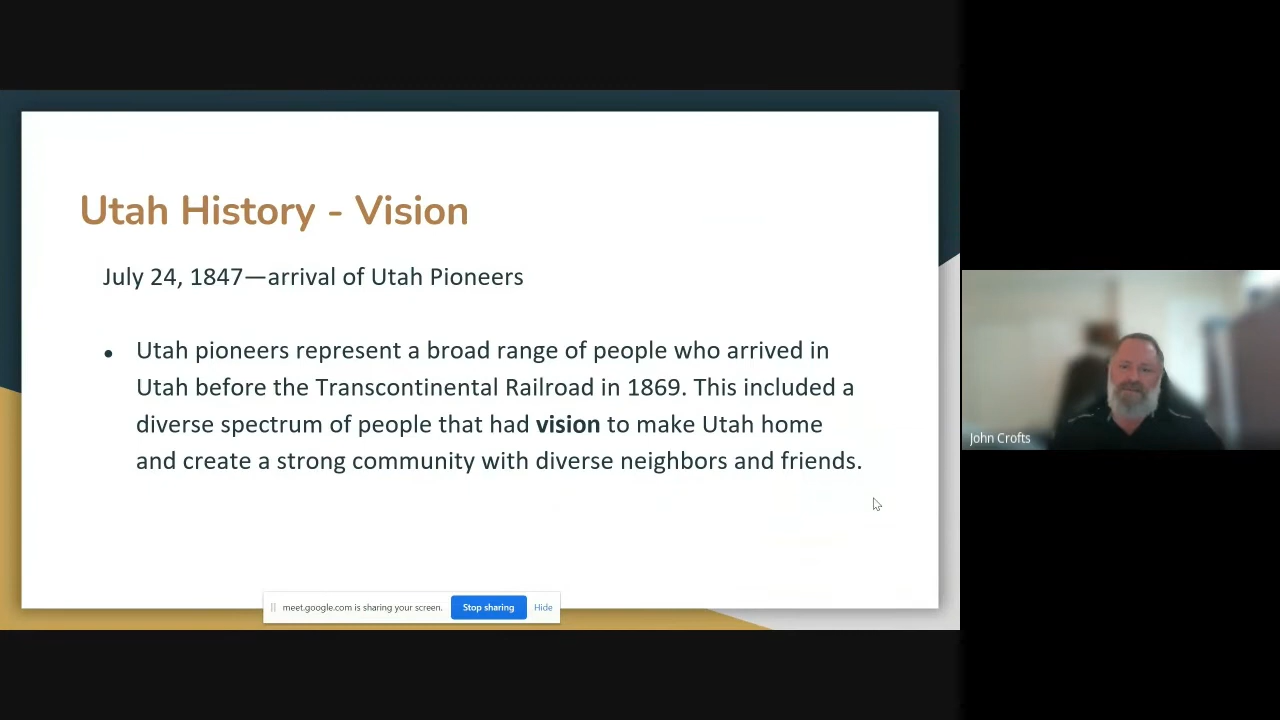 Utah History - Vision
July 24, 1847—arrival of Utah Pioneers
● Utah pioneers represent a broad range of people who arrived in
Utah before the Transcontinental Railroad in 1869. This included a
diverse spectrum of people that had vision to make Utah home
and create a strong community with diverse neighbors and friends.
John Crofts
meet.google.com is sharing your screen. Stop sharing Hide